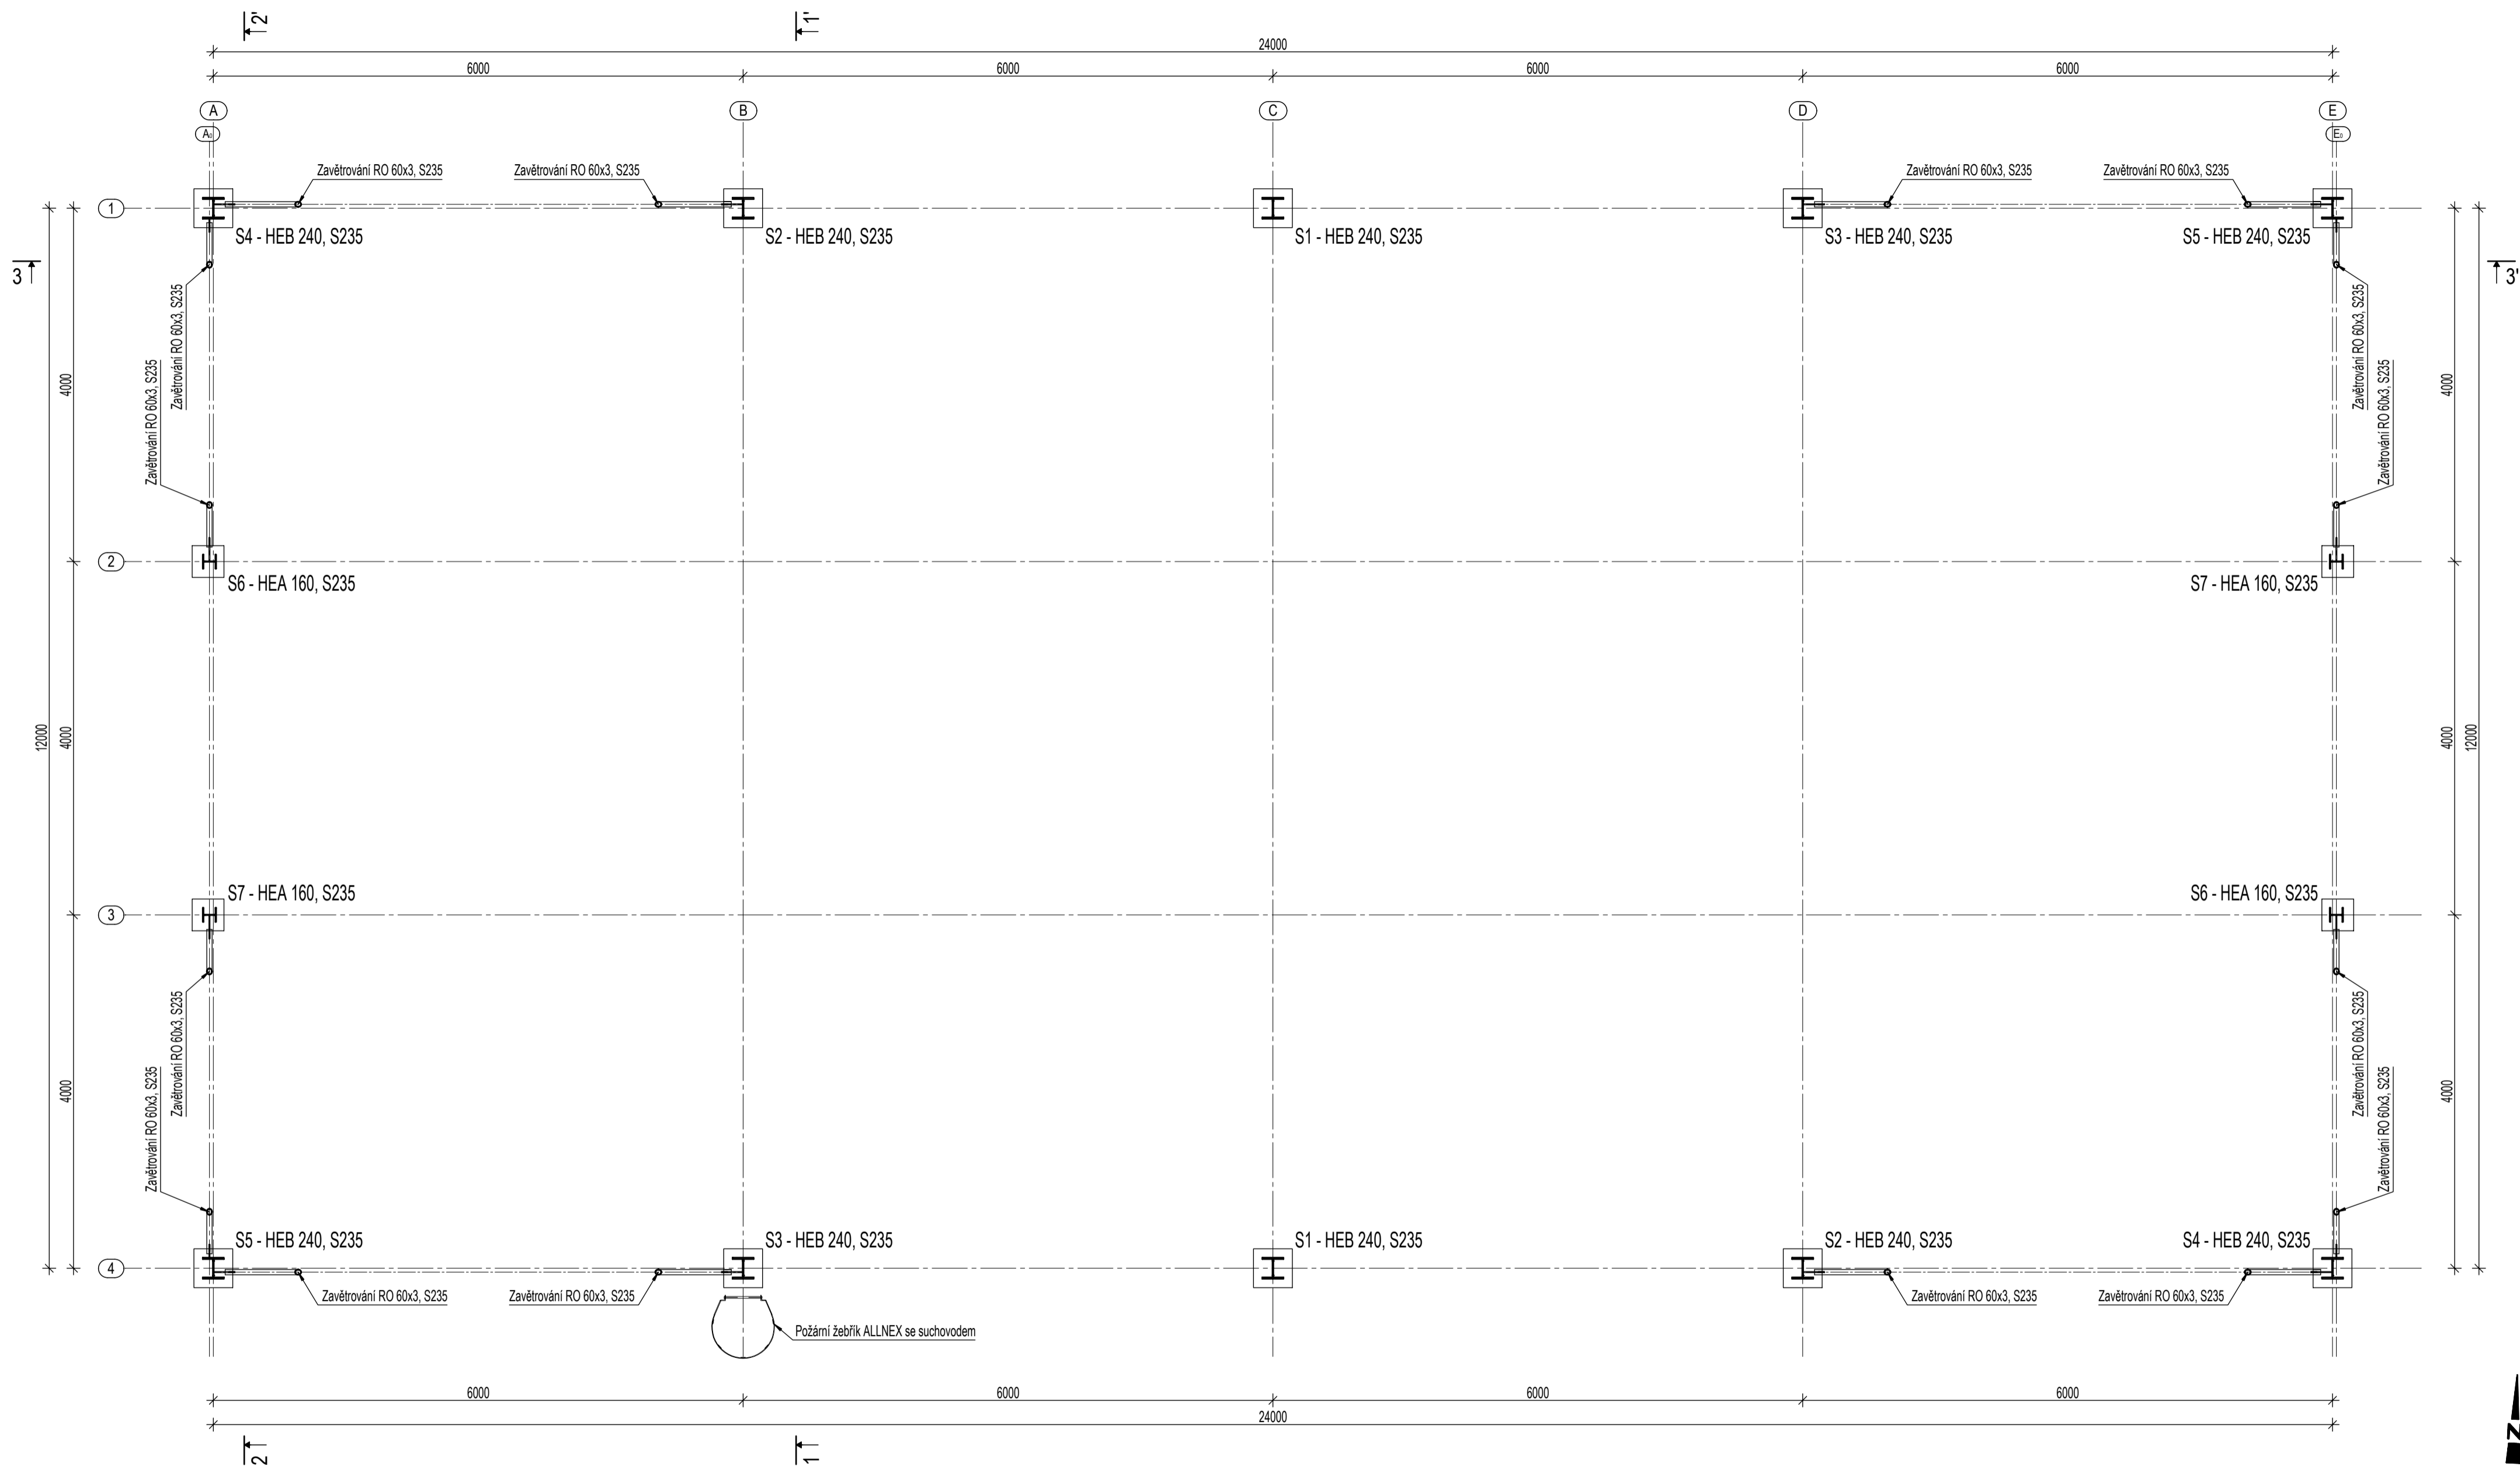 2' 1'
24000
6000 6000 6000 6000
A B C D E
A0 E0
Zavětrování RO 60x3, S235 Zavětrování RO 60x3, S235 Zavětrování RO 60x3, S235 Zavětrování RO 60x3, S235
1
S4 - HEB 240, S235 S2 - HEB 240, S235 S1 - HEB 240, S235 S3 - HEB 240, S235 S5 - HEB 240, S235
3 3'
Zavětrování RO 60x3, S235
Zavětrování RO 60x3, S235
Zavětrování RO 60x3, S235
Zavětrování RO 60x3, S235
4000 4000
2
S6 - HEA 160, S235 S7 - HEA 160, S235
12000 4000 4000 12000
S7 - HEA 160, S235 S6 - HEA 160, S235
3
Zavětrování RO 60x3, S235
Zavětrování RO 60x3, S235
Zavětrování RO 60x3, S235
Zavětrování RO 60x3, S235
4000 4000
S5 - HEB 240, S235 S3 - HEB 240, S235 S1 - HEB 240, S235 S2 - HEB 240, S235 S4 - HEB 240, S235
4
Zavětrování RO 60x3, S235 Zavětrování RO 60x3, S235 Zavětrování RO 60x3, S235 Zavětrování RO 60x3, S235
Požární žebřík ALLNEX se suchovodem
6000 6000 6000 6000
24000
2 1
N